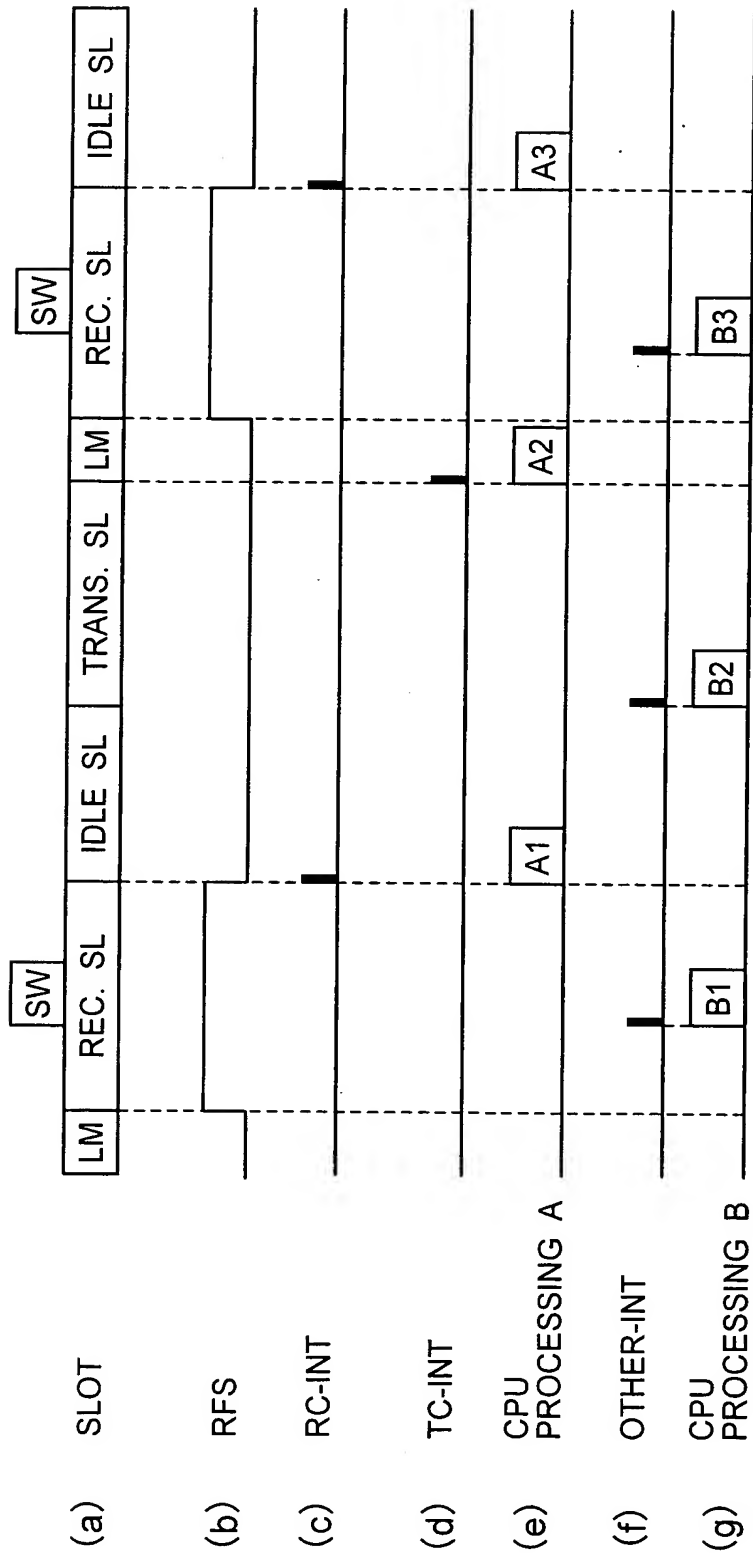 SW SW
(a) SLOT LM REC. SL IDLE SL TRANS. SL LM REC. SL IDLE SL
(b) RFS
(c) RC-INT
(d) TC-INT
(e) CPU
PROCESSING A A1 A2 A3
(f) OTHER-INT
(g) CPU
PROCESSING B B1 B2 B3